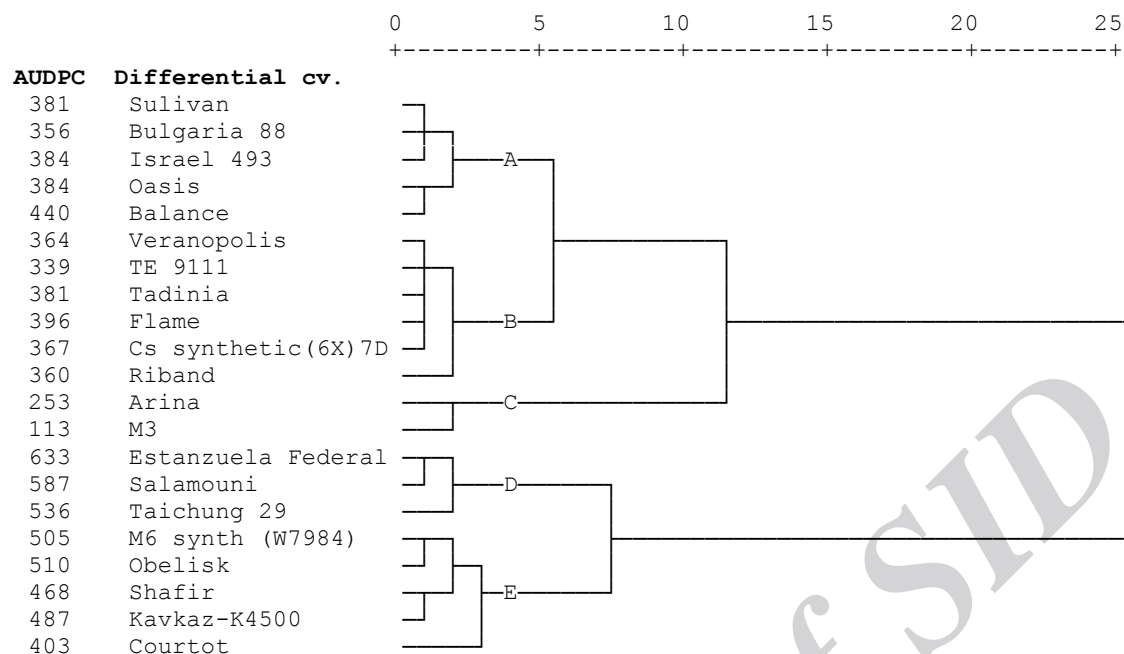 0 5 10 15 20 25
AUDPC Differential cv.
381 Sulivan
356 Bulgaria 88
384 Israel 493
A
384 Oasis
440 Balance
364 Veranopolis
339 TE 9111
381 Tadinia
396 Flame
B
367 Cs synthetic(6X)7D
360 Riband
253 Arina
C
113 M3
633 Estanzuela Federal
587 Salamouni
D
536 Taichung 29
505 M6 synth (W7984)
510 Obelisk
468 Shafir
E
487 Kavkaz-K4500
403 Courtot
f SID